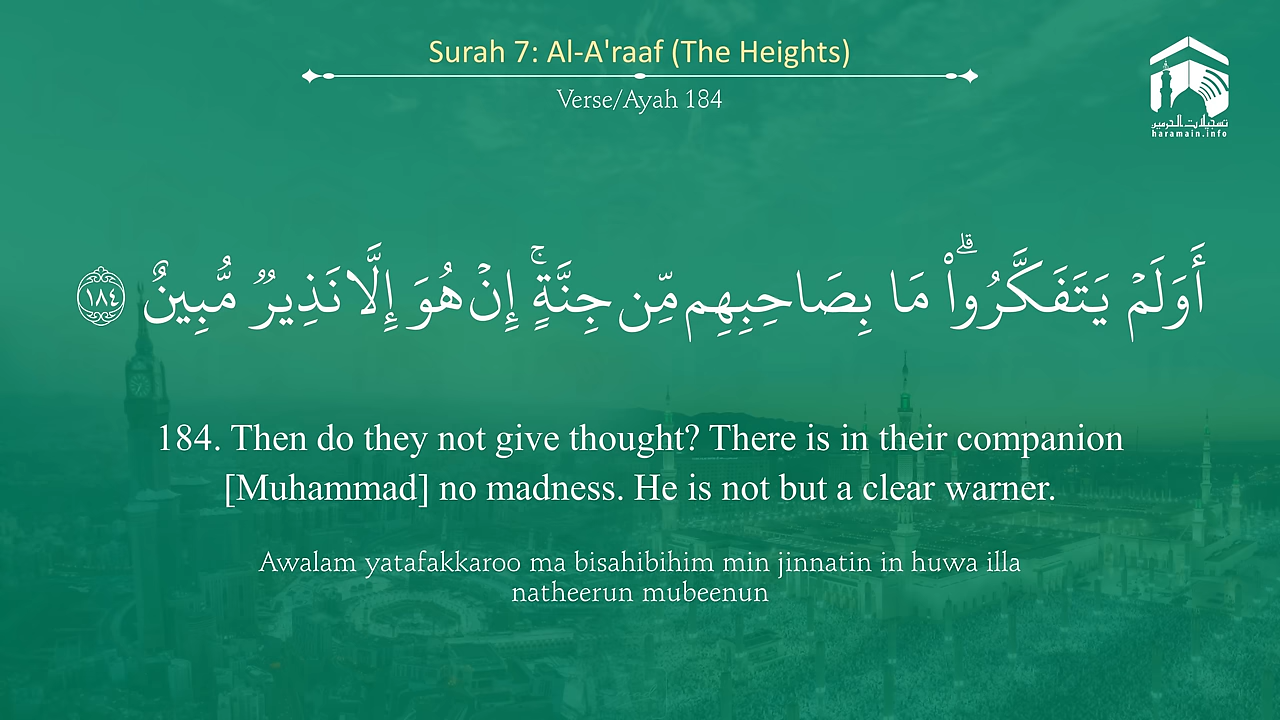 Surah 7: Al-A'raaf (The Heights)
Verse/Ayah 184
تسجيلات الحرمين
haramain.info
أَوَلَمۡ يَتَفَكَّرُواْۗ مَا بِصَاحِبِهِم مِّن جِنَّةٍۚ إِنۡ هُوَ إِلَّا نَذِيرٞ مُّبِينٌ ١٨٤
184. Then do they not give thought? There is in their companion
[Muhammad] no madness. He is not but a clear warner.
Awalam yatafakkaroo ma bisahibihim min jinnatin in huwa illa
natheerun mubeenun